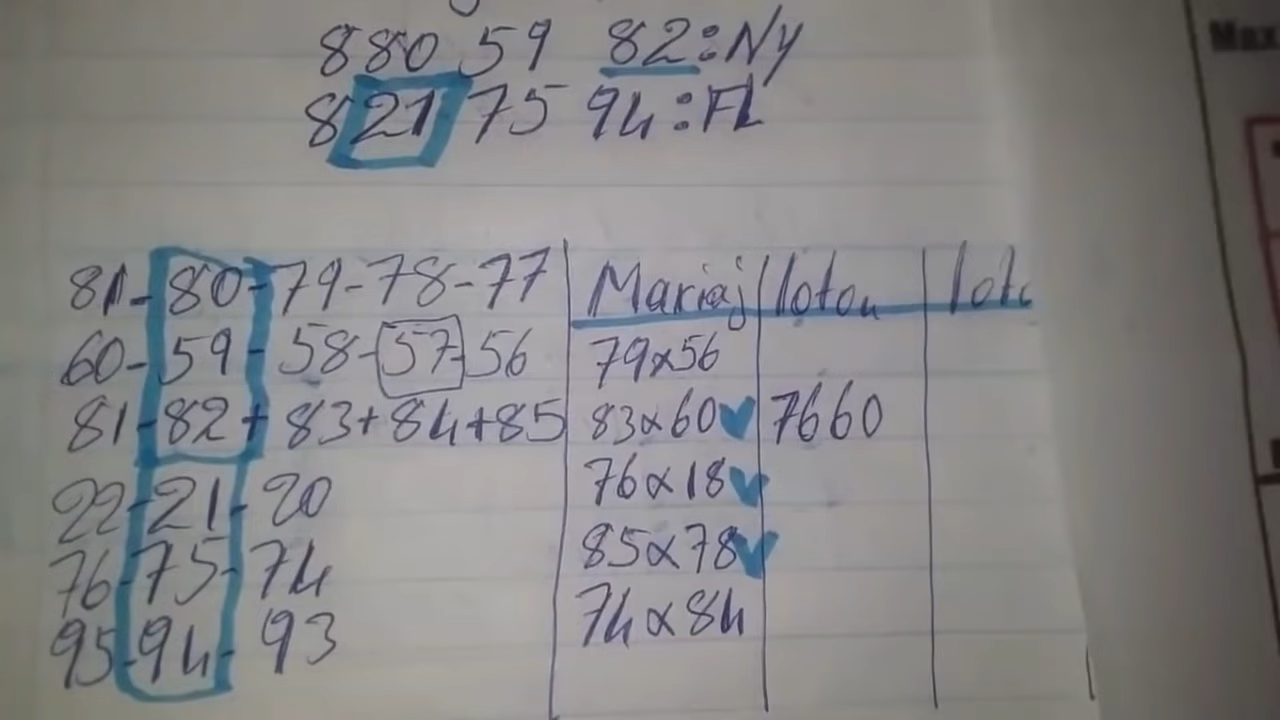 880 59 82:Ny
821 75 94:FL
81-80-79-78-77
60-59-58-57-56
81-82+83+84+85
22-21-20
76-75-74
95-94-93
Mariaj lotou
79x56
83x60 7660
76x18
85x78
74x84